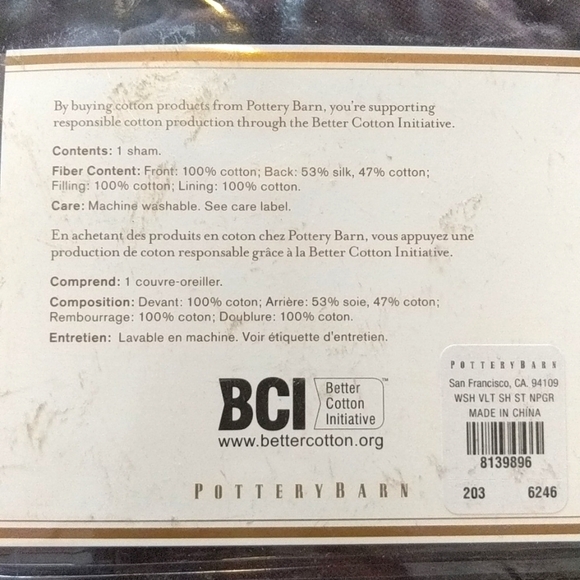 By buying cotton products from Pottery Barn, you're supporting
responsible cotton production through the Better Cotton Initiative.
Contents: 1 sham.
Fiber Content: Front: 100% cotton; Back: 53% silk, 47% cotton;
Filling: 100% cotton; Lining: 100% cotton.
Care: Machine washable. See care label.
En achetant des produits en coton chez Pottery Barn, vous appuyez une
production de coton responsable grâce à la Better Cotton Initiative.
Comprend: 1 couvre-oreiller.
Composition: Devant: 100% coton; Arrière: 53% soie, 47% coton;
Rembourrage: 100% coton; Doublure: 100% coton.
Entretien: Lavable en machine. Voir étiquette d'entretien.
BCI
Better
Cotton
Initiative™
www.bettercotton.org
POTTERY BARN
POTTERY BARN
San Francisco, CA. 94109
WSH VLT SH ST NPGR
MADE IN CHINA
8139896
203 6246